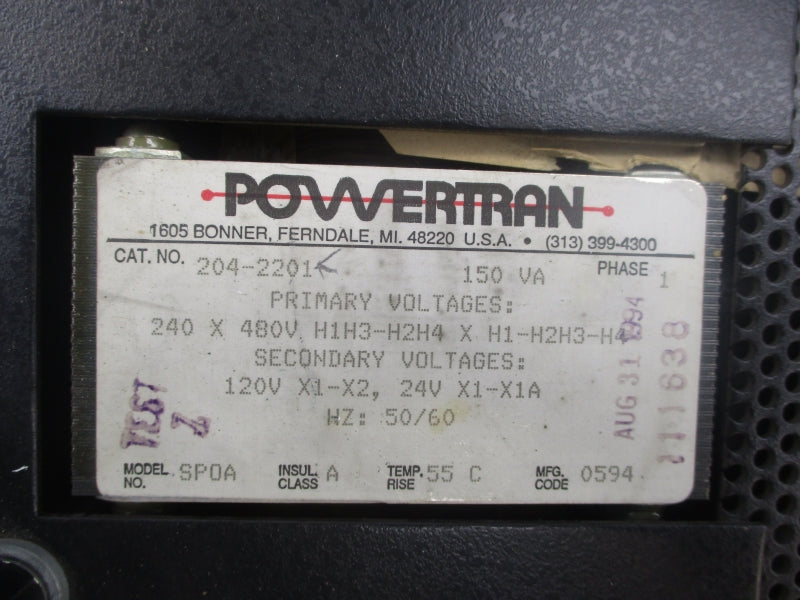 POWERTRAN
1605 BONNER, FERNDALE, MI. 48220 U.S.A. • (313) 399-4300
CAT. NO. 204-2201 150 VA PHASE 1
PRIMARY VOLTAGES:
240 X 480V H1H3-H2H4 X H1-H2H3-H4
SECONDARY VOLTAGES:
120V X1-X2, 24V X1-X1A
HZ: 50/60
MODEL NO. SPOA INSUL. CLASS A TEMP. RISE 55 C MFG. CODE 0594
TEST
Z
AUG 31 1994
211638